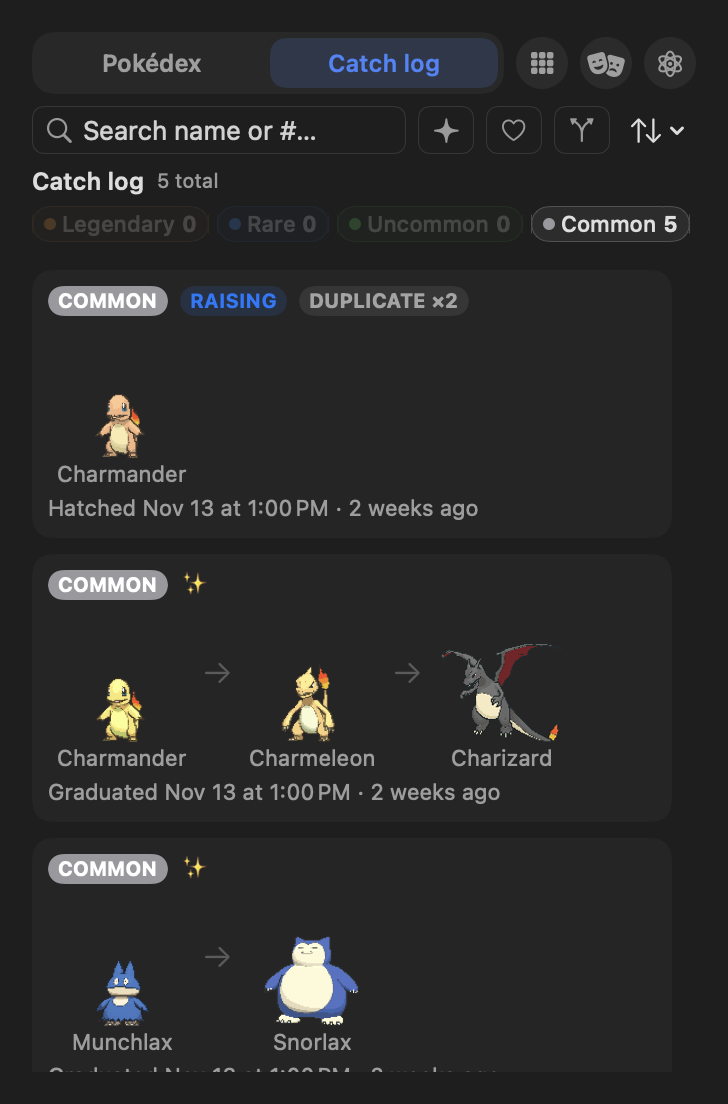 Pokédex Catch log
Search name or #...
Catch log 5 total
Legendary 0 Rare 0 Uncommon 0 Common 5
COMMON RAISING DUPLICATE ×2
Charmander
Hatched Nov 13 at 1:00 PM · 2 weeks ago
COMMON
Charmander Charmeleon Charizard
Graduated Nov 13 at 1:00 PM · 2 weeks ago
COMMON
Munchlax Snorlax